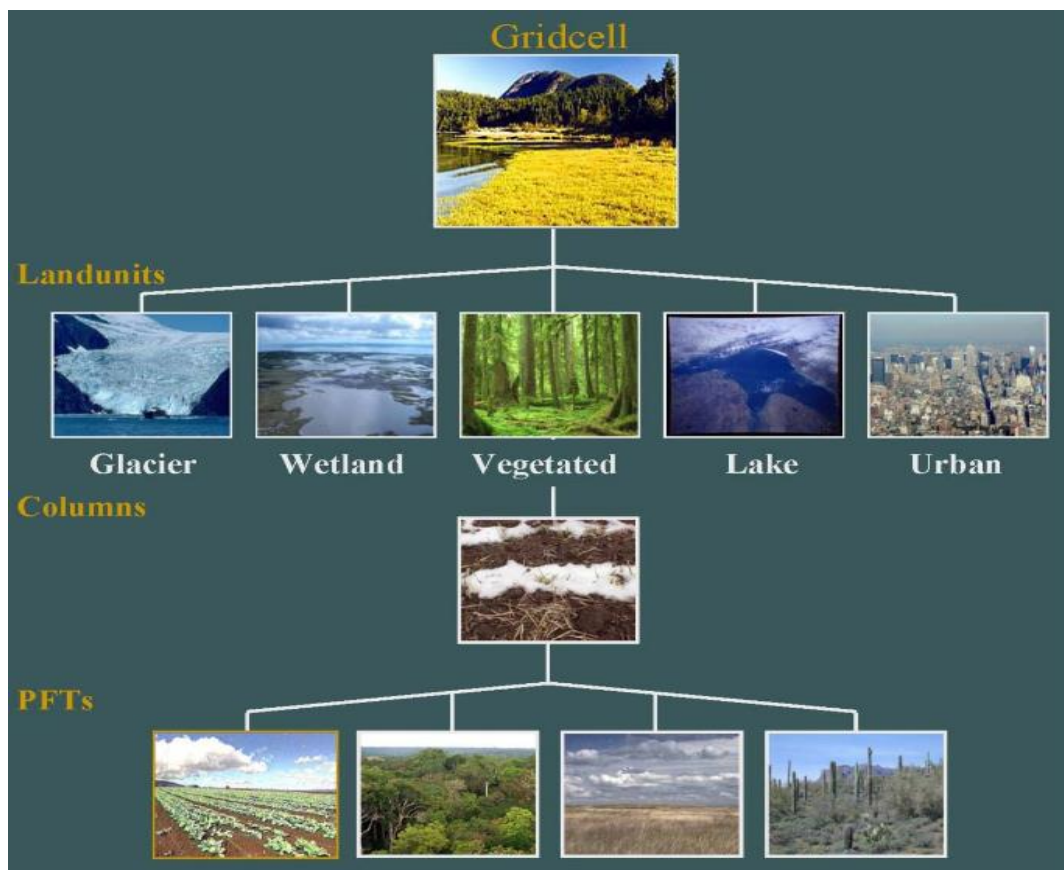 Gridcell
Landunits
Glacier
Wetland
Vegetated
Lake
Urban
Columns
PFTs